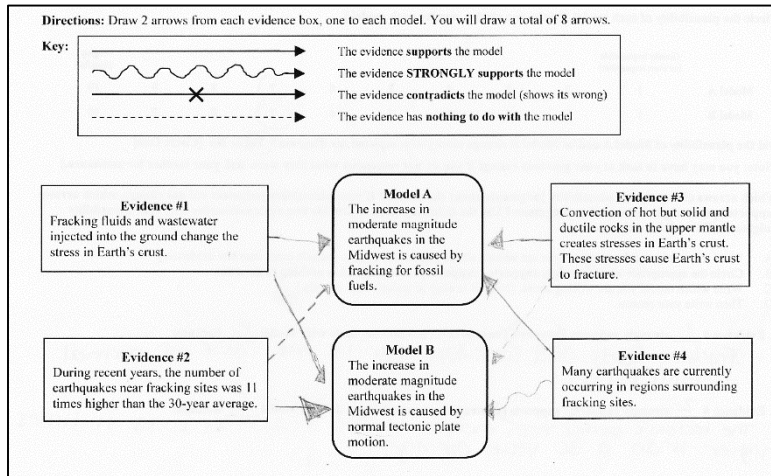 Directions: Draw 2 arrows from each evidence box, one to each model. You will draw a total of 8 arrows.
Key:
The evidence supports the model
The evidence STRONGLY supports the model
The evidence contradicts the model (shows its wrong)
The evidence has nothing to do with the model
Evidence #1
Fracking fluids and wastewater
injected into the ground change the
stress in Earth's crust.
Model A
The increase in
moderate magnitude
earthquakes in the
Midwest is caused by
fracking for fossil
fuels.
Evidence #3
Convection of hot but solid and
ductile rocks in the upper mantle
creates stresses in Earth's crust.
These stresses cause Earth's crust
to fracture.
Evidence #2
During recent years, the number of
earthquakes near fracking sites was 11
times higher than the 30-year average.
Model B
The increase in
moderate magnitude
earthquakes in the
Midwest is caused by
normal tectonic plate
motion.
Evidence #4
Many earthquakes are currently
occurring in regions surrounding
fracking sites.